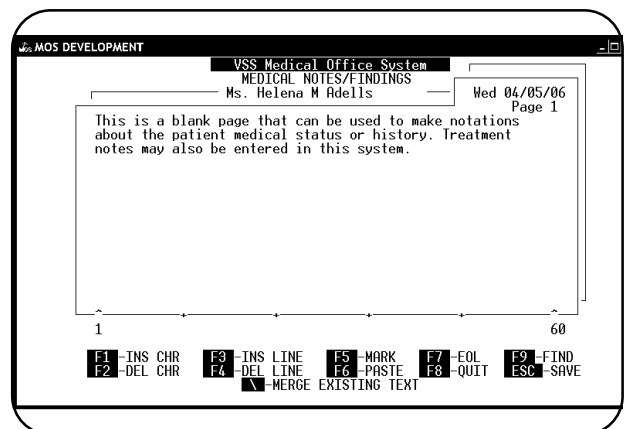 MOS MOS DEVELOPMENT
VSS Medical Office System
MEDICAL NOTES/FINDINGS
Ms. Helena M Adells Wed 04/05/06
Page 1
This is a blank page that can be used to make notations
about the patient medical status or history. Treatment
notes may also be entered in this system.
1 60
F1 -INS CHR F3 -INS LINE F5 -MARK F7 -EOL F9 -FIND
F2 -DEL CHR F4 -DEL LINE F6 -PASTE F8 -QUIT ESC -SAVE
\ -MERGE EXISTING TEXT